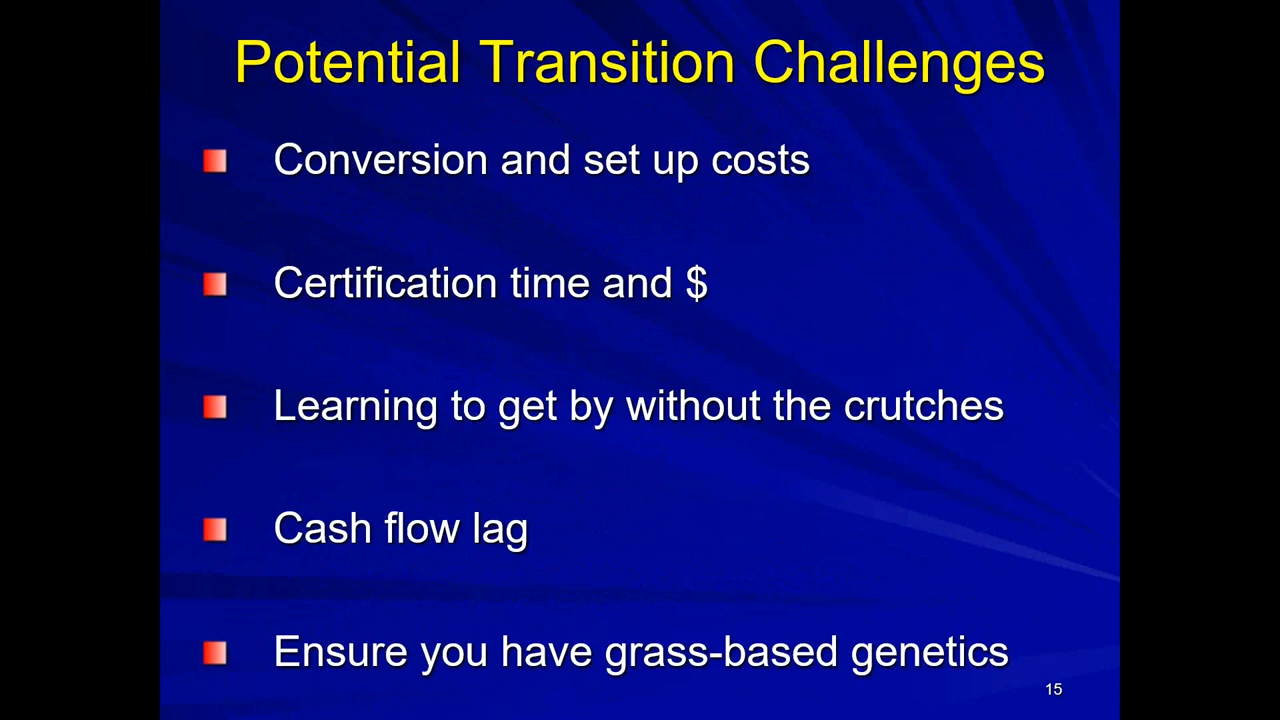 Potential Transition Challenges
Conversion and set up costs
Certification time and $
Learning to get by without the crutches
Cash flow lag
Ensure you have grass-based genetics
15